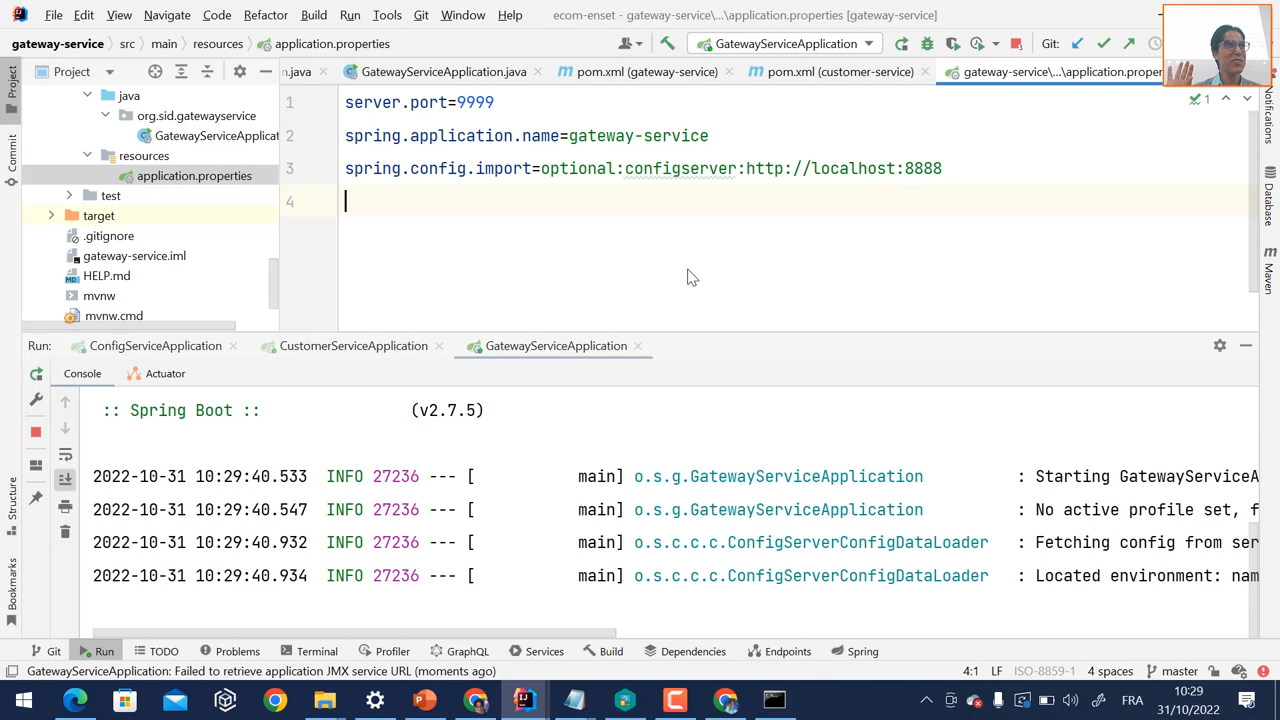 File Edit View Navigate Code Refactor Build Run Tools Git Window Help ecom-enset - gateway-service\...\application.properties [gateway-service]
gateway-service src main resources application.properties GatewayServiceApplication Git:
Project n.java GatewayServiceApplication.java pom.xml (gateway-service) pom.xml (customer-service) gateway-service\...\application.proper
java
org.sid.gatewayservice
GatewayServiceApplicat
resources
application.properties
test
target
.gitignore
gateway-service.iml
HELP.md
mvnw
mvnw.cmd
1 server.port=9999
2 spring.application.name=gateway-service
3 spring.config.import=optional:configserver:http://localhost:8888
4
1
Project
Commit
Structure
Bookmarks
Notifications
Database
Maven
Run: ConfigServiceApplication CustomerServiceApplication GatewayServiceApplication
Console Actuator
:: Spring Boot :: (v2.7.5)
2022-10-31 10:29:40.533 INFO 27236 --- [ main] o.s.g.GatewayServiceApplication : Starting GatewayServiceA
2022-10-31 10:29:40.547 INFO 27236 --- [ main] o.s.g.GatewayServiceApplication : No active profile set, f
2022-10-31 10:29:40.932 INFO 27236 --- [ main] o.s.c.c.c.ConfigServerConfigDataLoader : Fetching config from ser
2022-10-31 10:29:40.934 INFO 27236 --- [ main] o.s.c.c.c.ConfigServerConfigDataLoader : Located environment: nam
Git Run TODO Problems Terminal Profiler GraphQL Services Build Dependencies Endpoints Spring
GatewayServiceApplication: Failed to retrieve application JMX service URL (moments ago) 4:1 LF ISO-8859-1 4 spaces master
FRA 10:29
31/10/2022